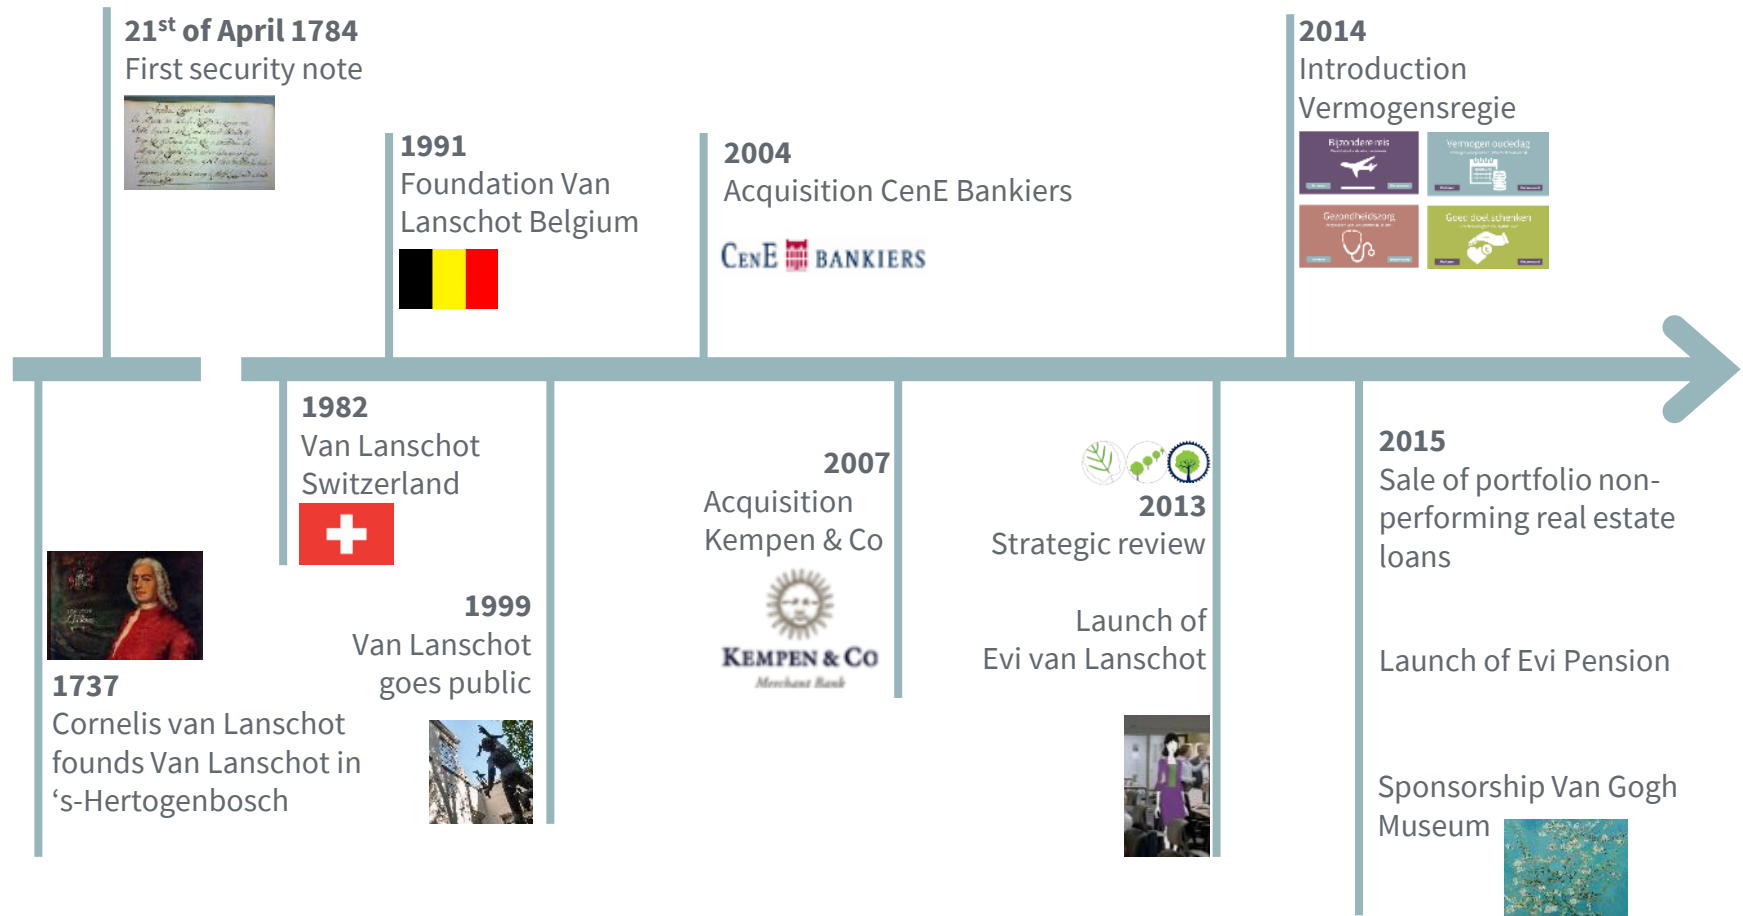 21st of April 1784
First security note
1991
Foundation Van
Lanschot Belgium
2004
Acquisition CenE Bankiers
CENE BANKIERS
2014
Introduction
Vermogensregie
Bijzondere reis
Vermogen oudedag
Gezondheidszorg
Goed doel schenken
1737
Cornelis van Lanschot
founds Van Lanschot in
‘s-Hertogenbosch
1982
Van Lanschot
Switzerland
1999
Van Lanschot
goes public
2007
Acquisition
Kempen & Co
KEMPEN & CO
Merchant Bank
2013
Strategic review
Launch of
Evi van Lanschot
2015
Sale of portfolio non-
performing real estate
loans
Launch of Evi Pension
Sponsorship Van Gogh
Museum